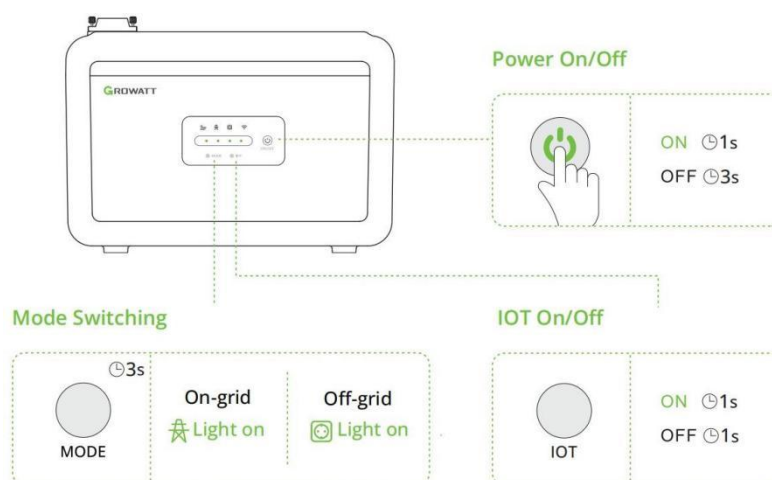 Power On/Off
GROWATT
ON 1s
OFF 3s
Mode Switching
IOT On/Off
3s
On-grid
Off-grid
Light on
Light on
MODE
ON 1s
OFF 1s
IOT